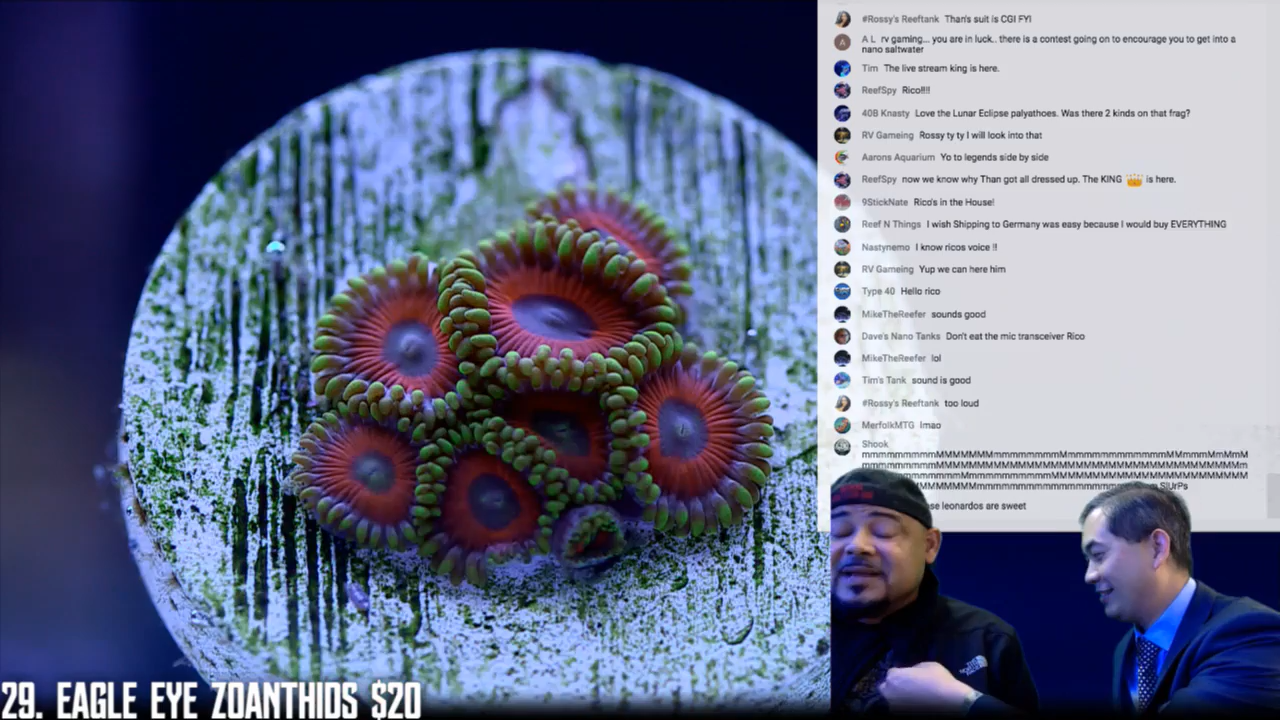 #Rossy's Reeftank Than's suit is CGI FYI
A L rv gaming... you are in luck.. there is a contest going on to encourage you to get into a
nano saltwater
Tim The live stream king is here.
ReefSpy Rico!!!!
40B Knasty Love the Lunar Eclipse palyathoes. Was there 2 kinds on that frag?
RV Gameing Rossy ty ty I will look into that
Aarons Aquarium Yo to legends side by side
ReefSpy now we know why Than got all dressed up. The KING 👑 is here.
9StickNate Rico's in the House!
Reef N Things I wish Shipping to Germany was easy because I would buy EVERYTHING
Nastynemo I know ricos voice !!
RV Gameing Yup we can here him
Type 40 Hello rico
MikeTheReefer sounds good
Dave's Nano Tanks Don't eat the mic transceiver Rico
MikeTheReefer lol
Tim's Tank sound is good
#Rossy's Reeftank too loud
MerfolkMTG lmao
Shook
SlUrPs
leonardos are sweet
THE NORTH FACE
29. EAGLE EYE ZOANTHIDS $20